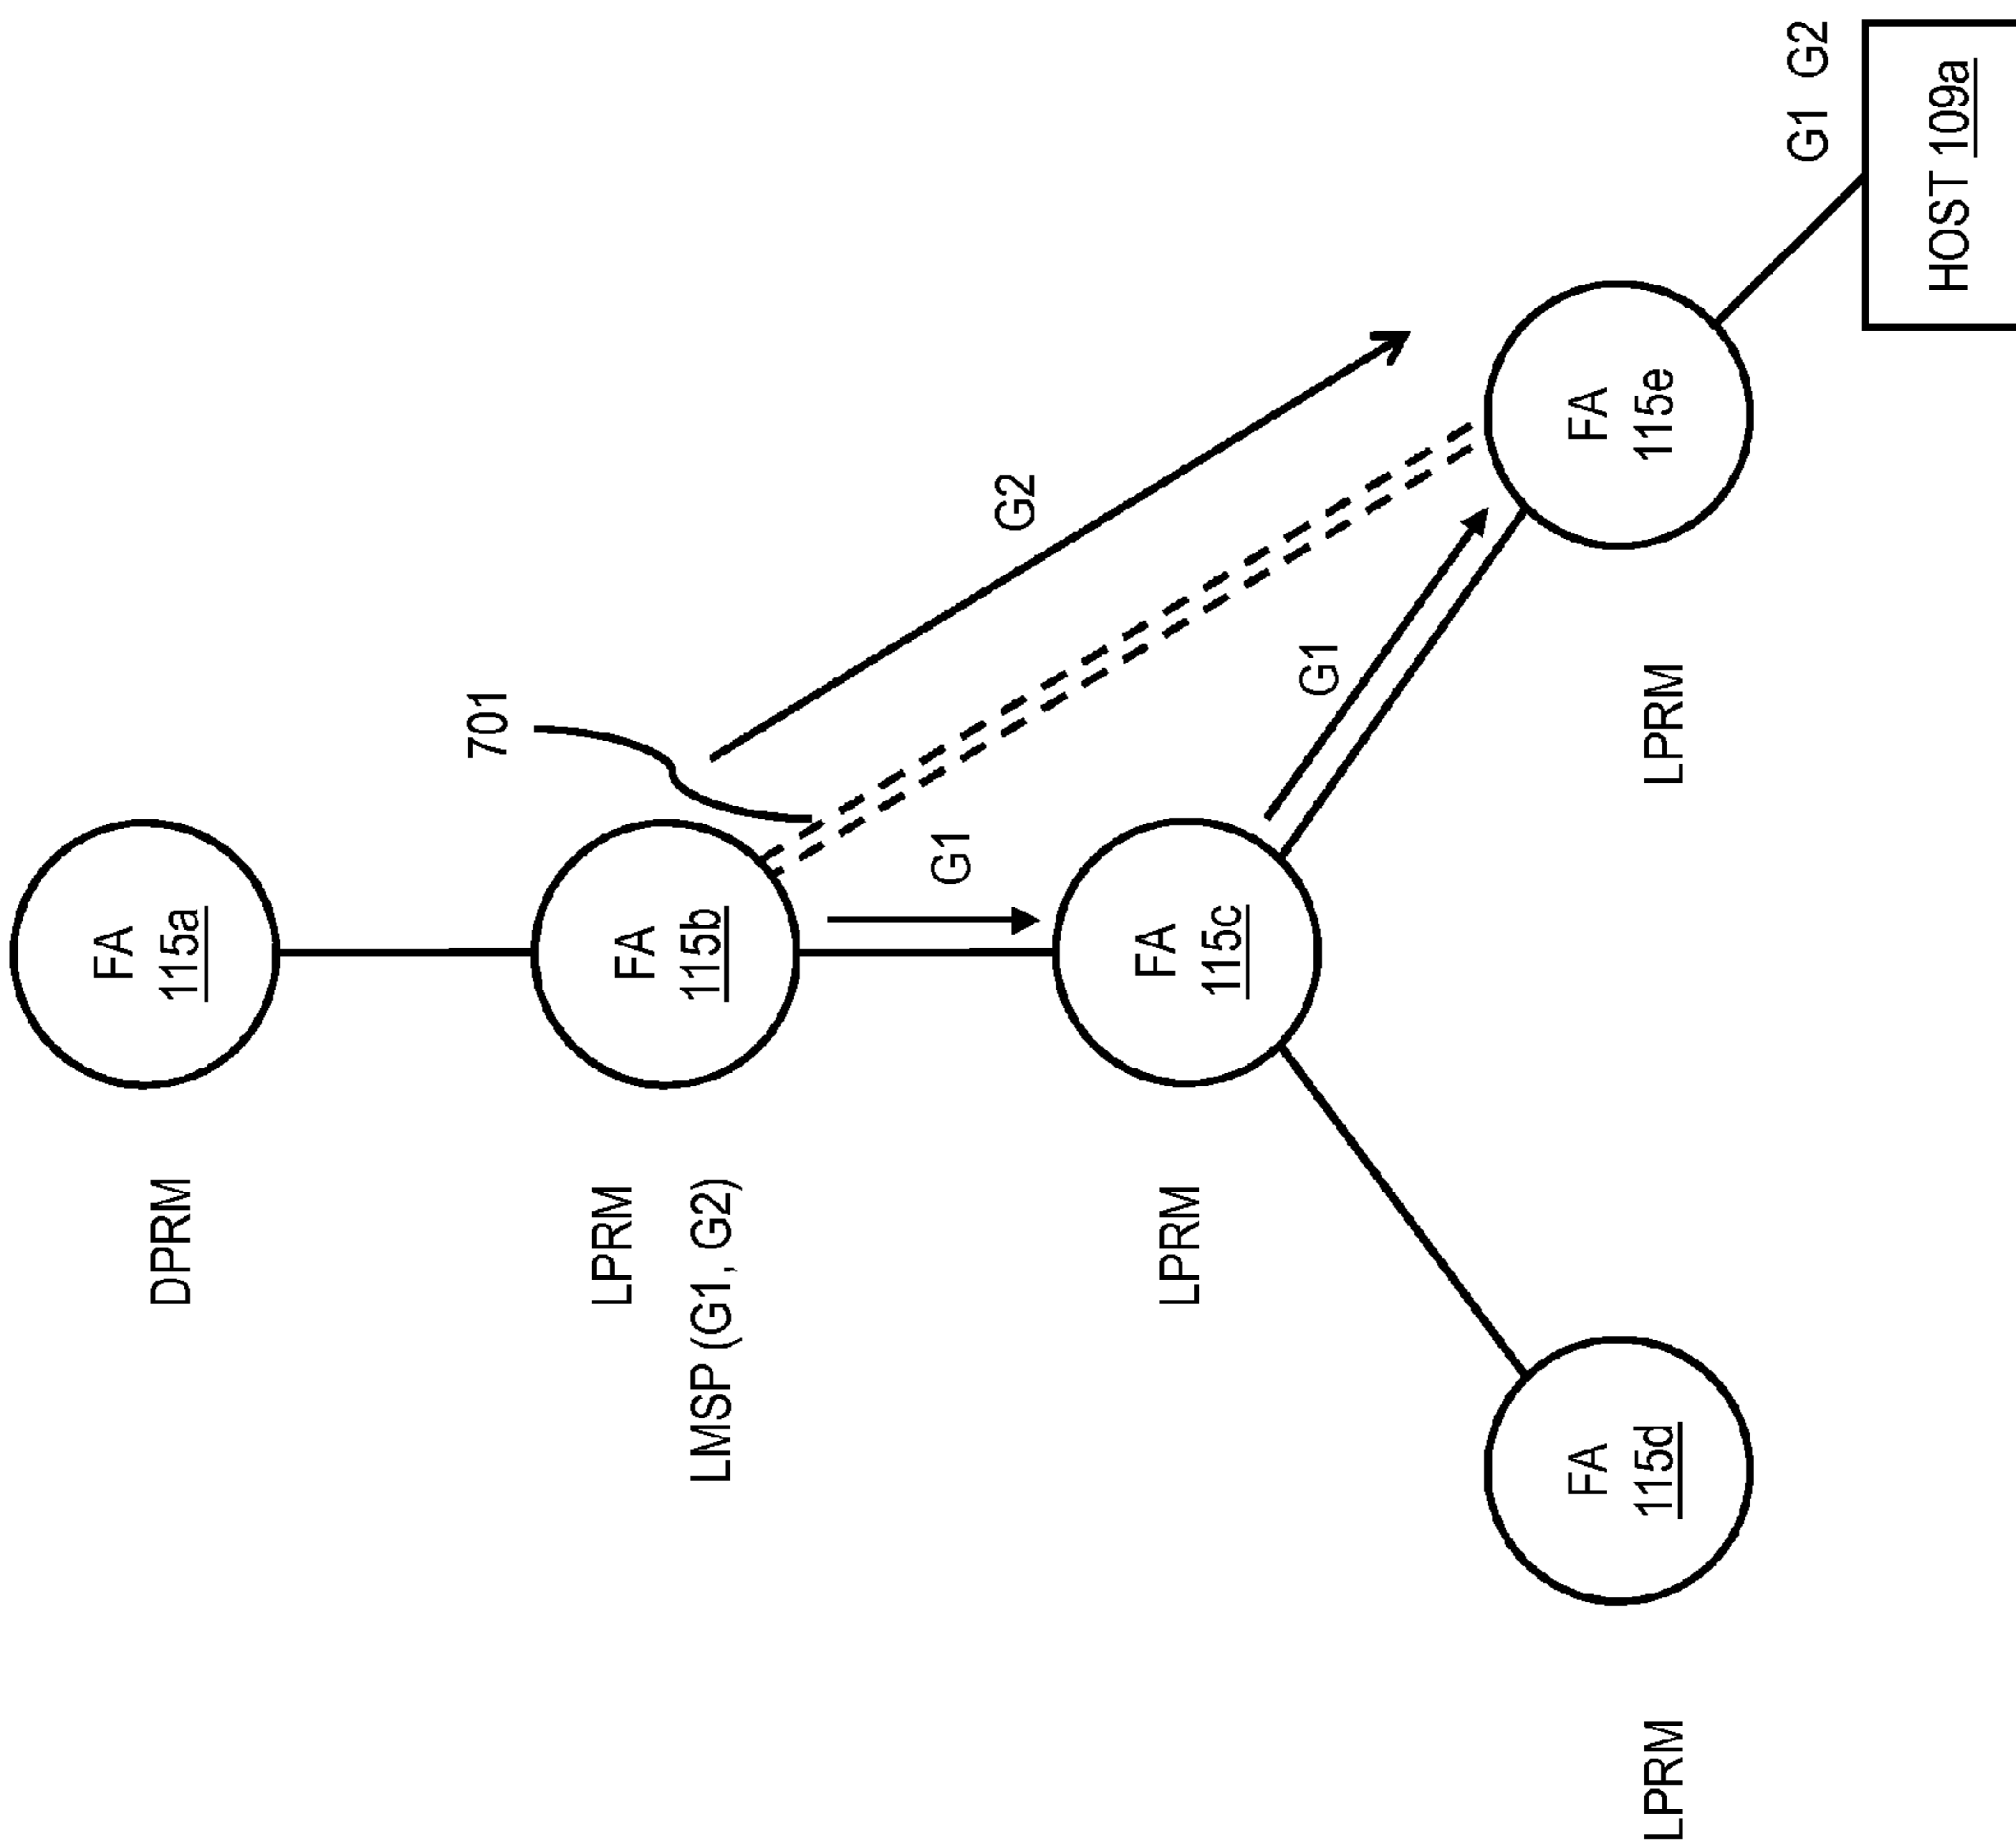 DPRM
FA
115a
LPRM
LMSP (G1, G2)
FA
115b
701
G2
G1
LPRM
FA
115c
G1
LPRM
FA
115d
LPRM
FA
115e
G1 G2
HOST 109a